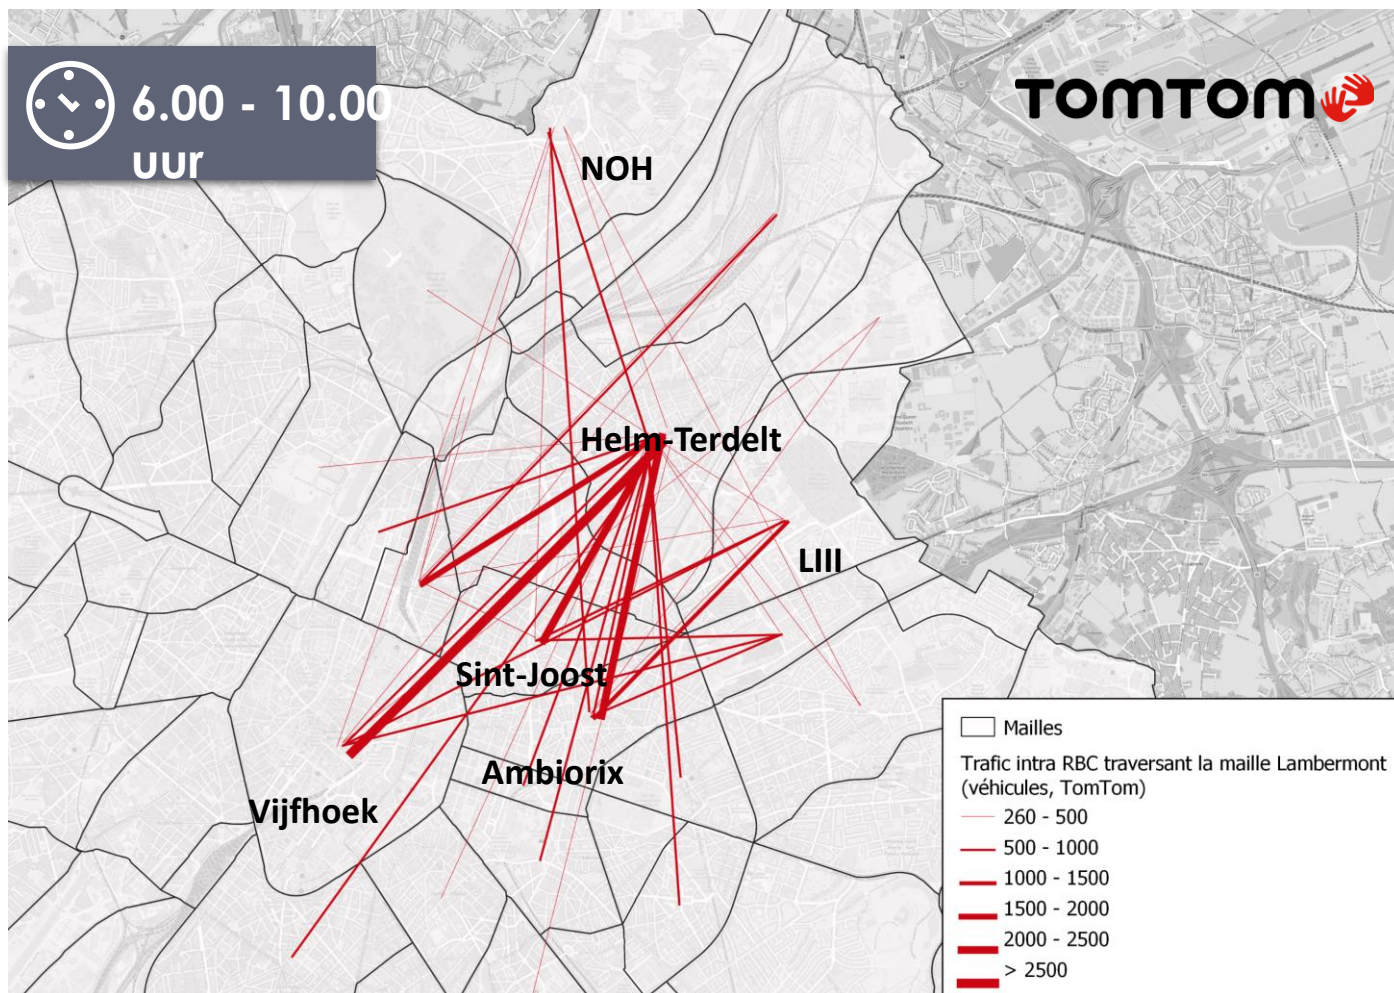 6.00 - 10.00
uur
TOMTOM
NOH
Helm-Terdelt
LIII
Sint-Joost
Ambiorix
Vijfhoek
Mailles
Trafic intra RBC traversant la maille Lambermont
(véhicules, TomTom)
260 - 500
500 - 1000
1000 - 1500
1500 - 2000
2000 - 2500
> 2500